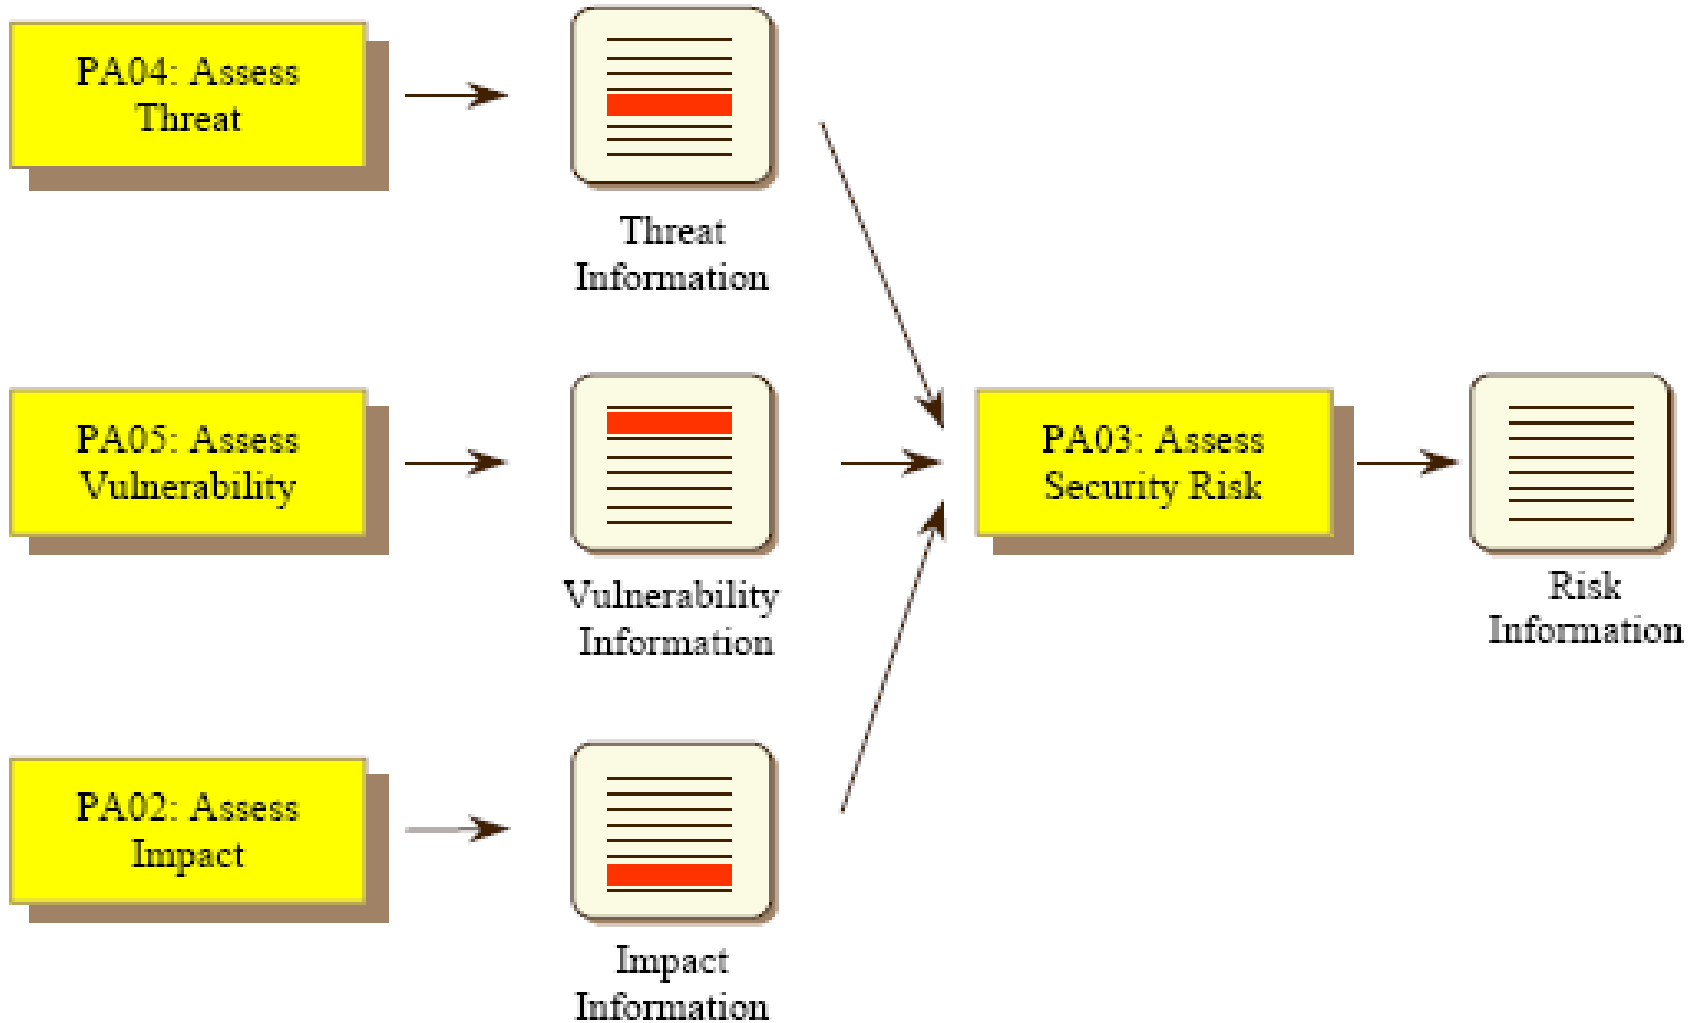 PA04: Assess
Threat
Threat
Information
PA05: Assess
Vulnerability
Vulnerability
Information
PA03: Assess
Security Risk
Risk
Information
PA02: Assess
Impact
Impact
Information